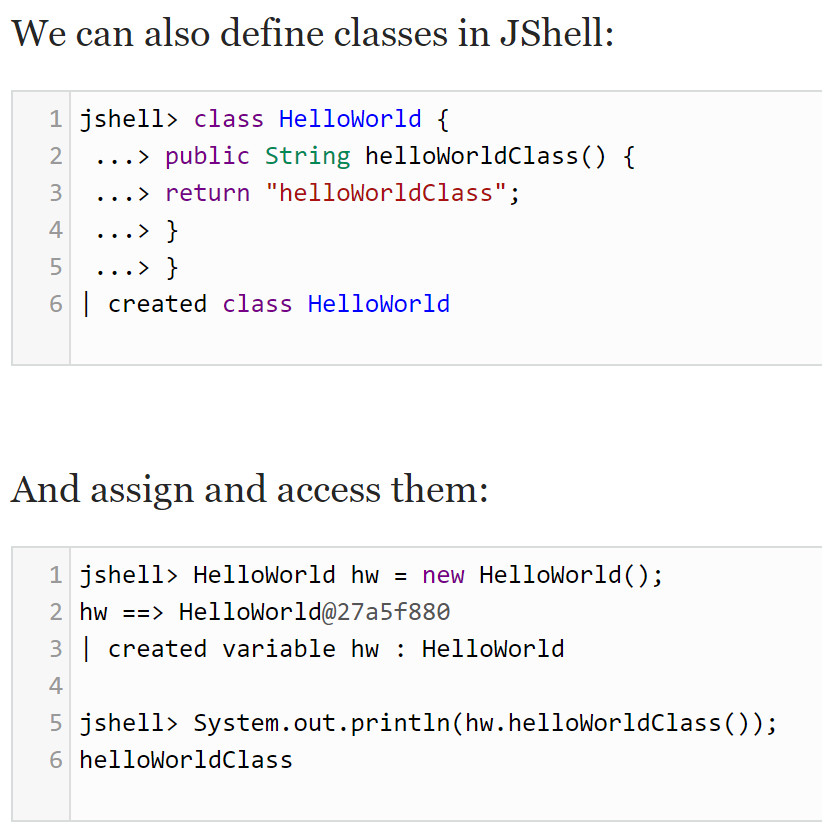 We can also define classes in JShell:
1 jshell> class HelloWorld {
2  ...> public String helloWorldClass() {
3  ...> return "helloWorldClass";
4  ...> }
5  ...> }
6 | created class HelloWorld
And assign and access them:
1 jshell> HelloWorld hw = new HelloWorld();
2 hw ==> HelloWorld@27a5f880
3 | created variable hw : HelloWorld
4
5 jshell> System.out.println(hw.helloWorldClass());
6 helloWorldClass